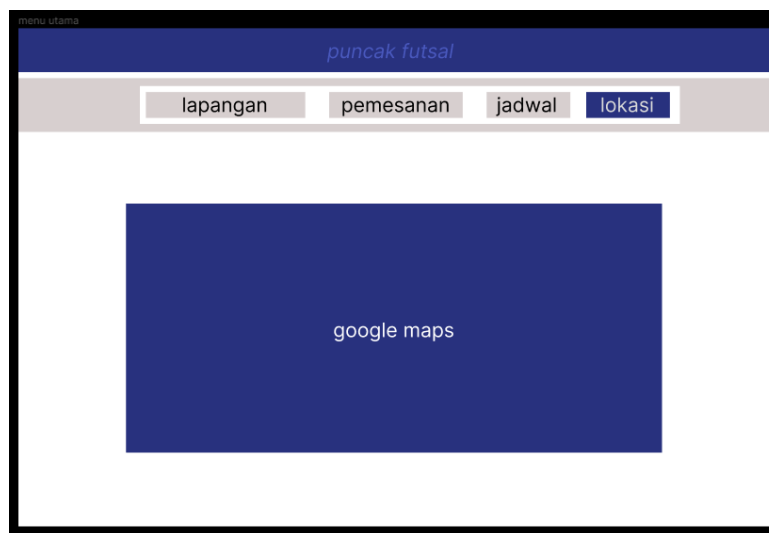 menu utama
puncak futsal
lapangan pemesanan jadwal lokasi
google maps